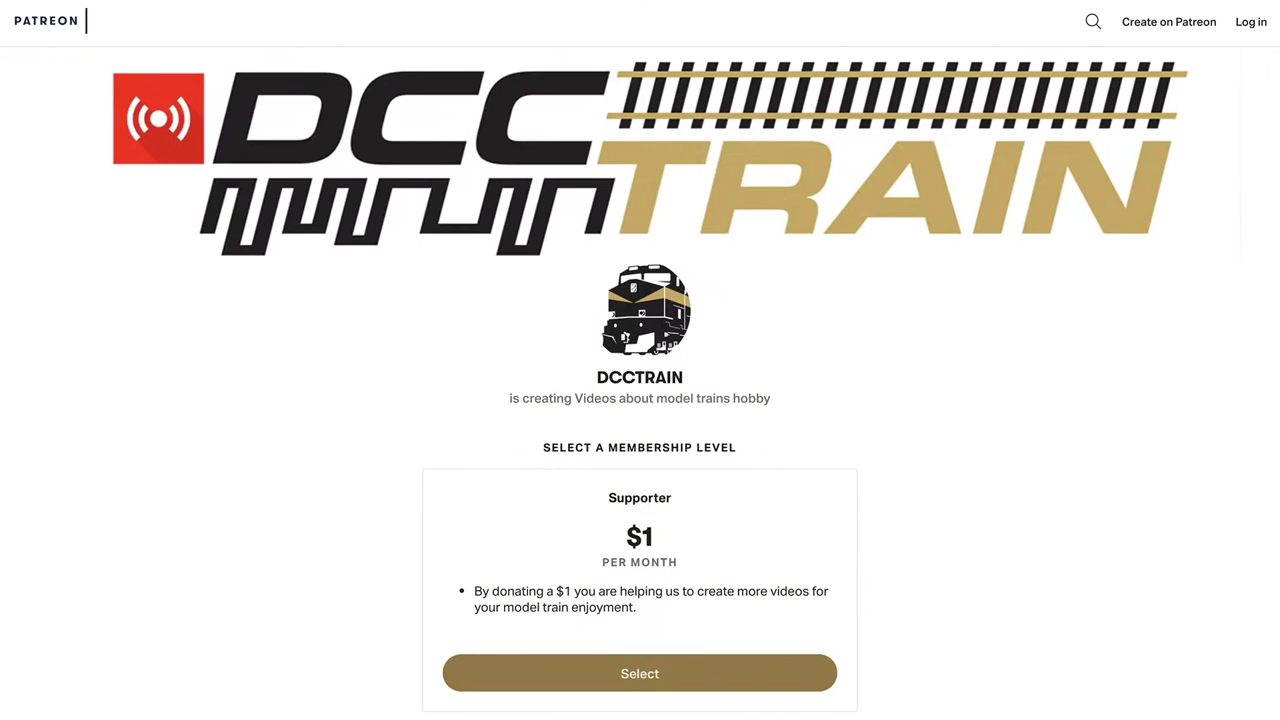 PATREON
Create on Patreon
Log in
DCC
TRAIN
DCCTRAIN
is creating Videos about model trains hobby
SELECT A MEMBERSHIP LEVEL
Supporter
$1
PER MONTH
• By donating a $1 you are helping us to create more videos for
your model train enjoyment.
Select